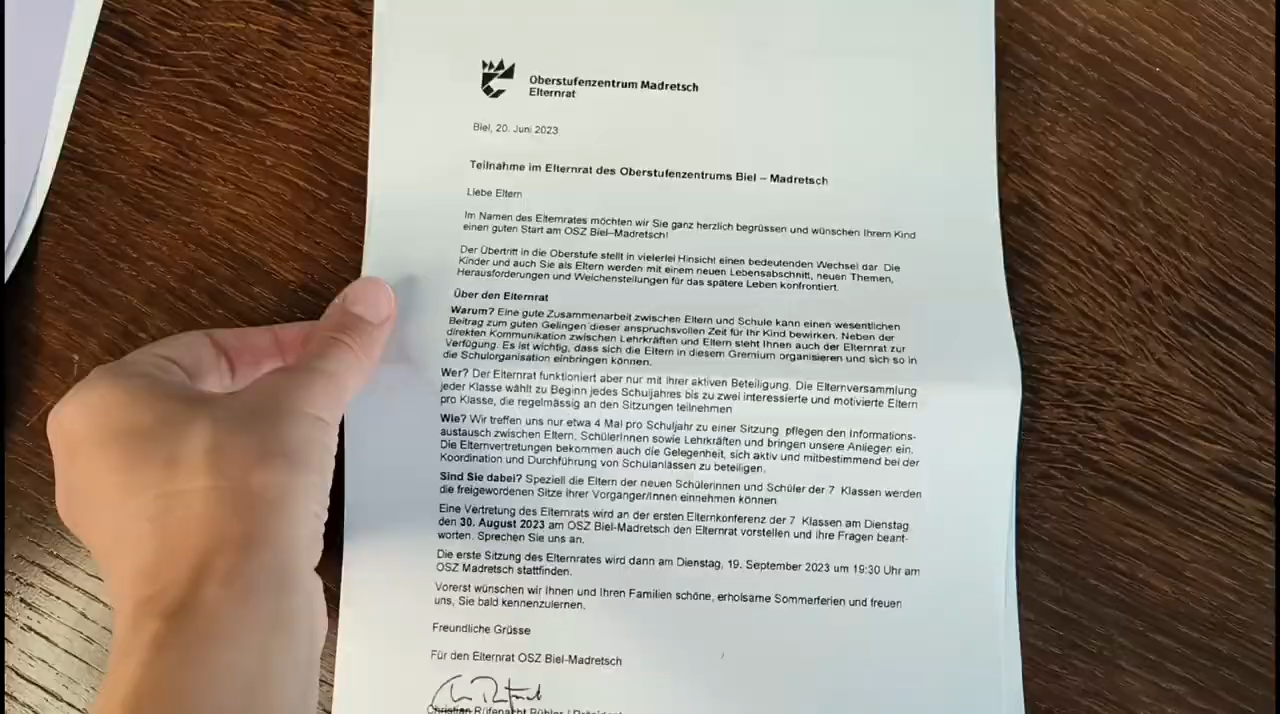 Oberstufenzentrum Madretsch
Elternrat
Biel, 20. Juni 2023
Teilnahme im Elternrat des Oberstufenzentrums Biel – Madretsch
Liebe Eltern
Im Namen des Elternrates möchten wir Sie ganz herzlich begrüssen und wünschen Ihrem Kind
einen guten Start am OSZ Biel–Madretsch!
Der Übertritt in die Oberstufe stellt in vielerlei Hinsicht einen bedeutenden Wechsel dar. Die
Kinder und auch Sie als Eltern werden mit einem neuen Lebensabschnitt, neuen Themen,
Herausforderungen und Weichenstellungen für das spätere Leben konfrontiert.
Über den Elternrat
Warum? Eine gute Zusammenarbeit zwischen Eltern und Schule kann einen wesentlichen
Beitrag zum guten Gelingen dieser anspruchsvollen Zeit für Ihr Kind bewirken. Neben der
direkten Kommunikation zwischen Lehrkräften und Eltern steht Ihnen auch der Elternrat zur
Verfügung. Es ist wichtig, dass sich die Eltern in diesem Gremium organisieren und sich so in
die Schulorganisation einbringen können.
Wer? Der Elternrat funktioniert aber nur mit ihrer aktiven Beteiligung. Die Elternversammlung
jeder Klasse wählt zu Beginn jedes Schuljahres bis zu zwei interessierte und motivierte Eltern
pro Klasse, die regelmässig an den Sitzungen teilnehmen
Wie? Wir treffen uns nur etwa 4 Mal pro Schuljahr zu einer Sitzung, pflegen den Informations-
austausch zwischen Eltern, SchülerInnen sowie Lehrkräften und bringen unsere Anliegen ein.
Die Elternvertretungen bekommen auch die Gelegenheit, sich aktiv und mitbestimmend bei der
Koordination und Durchführung von Schulanlässen zu beteiligen.
Sind Sie dabei? Speziell die Eltern der neuen Schülerinnen und Schüler der 7. Klassen werden
die freigewordenen Sitze ihrer Vorgänger/Innen einnehmen können
Eine Vertretung des Elternrats wird an der ersten Elternkonferenz der 7. Klassen am Dienstag
den 30. August 2023 am OSZ Biel-Madretsch den Elternrat vorstellen und ihre Fragen beant-
worten. Sprechen Sie uns an.
Die erste Sitzung des Elternrates wird dann am Dienstag, 19. September 2023 um 19:30 Uhr am
OSZ Madretsch stattfinden.
Vorerst wünschen wir Ihnen und Ihren Familien schöne, erholsame Sommerferien und freuen
uns, Sie bald kennenzulernen.
Freundliche Grüsse
Für den Elternrat OSZ Biel-Madretsch
Christian Rüfenacht Bühler / Präsident